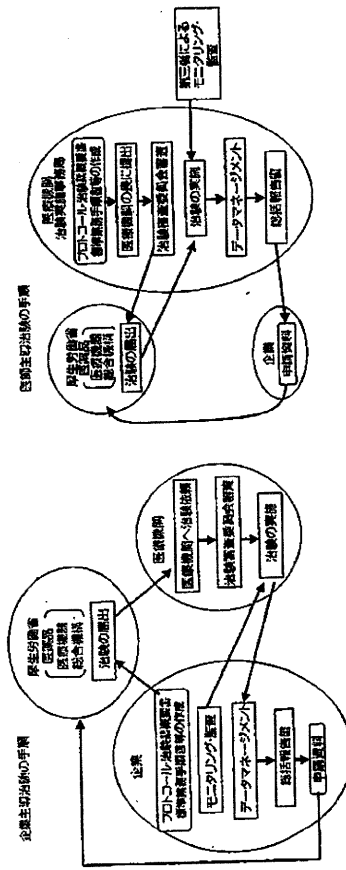 企業主導治験の手順
厚生労働省
医薬品
医療機器
総合機構
治験の届出
企業
プロトコール・治験薬概要書
標準業務手順書等の作成
モニタリング・監査
データマネージメント
総括報告書
申請資料
医療機関
医療機関へ治験依頼
治験審査委員会審査
治験の実施
医師主導治験の手順
厚生労働省
医薬品
医療機器
総合機構
治験の届出
企業
申請資料
医療機関
治験実施事務局
プロトコール・治験薬概要書
標準業務手順書等の作成
医療機関の長に提出
治験審査委員会審査
治験の実施
データマネージメント
総括報告書
第三者による
モニタリング・
監査